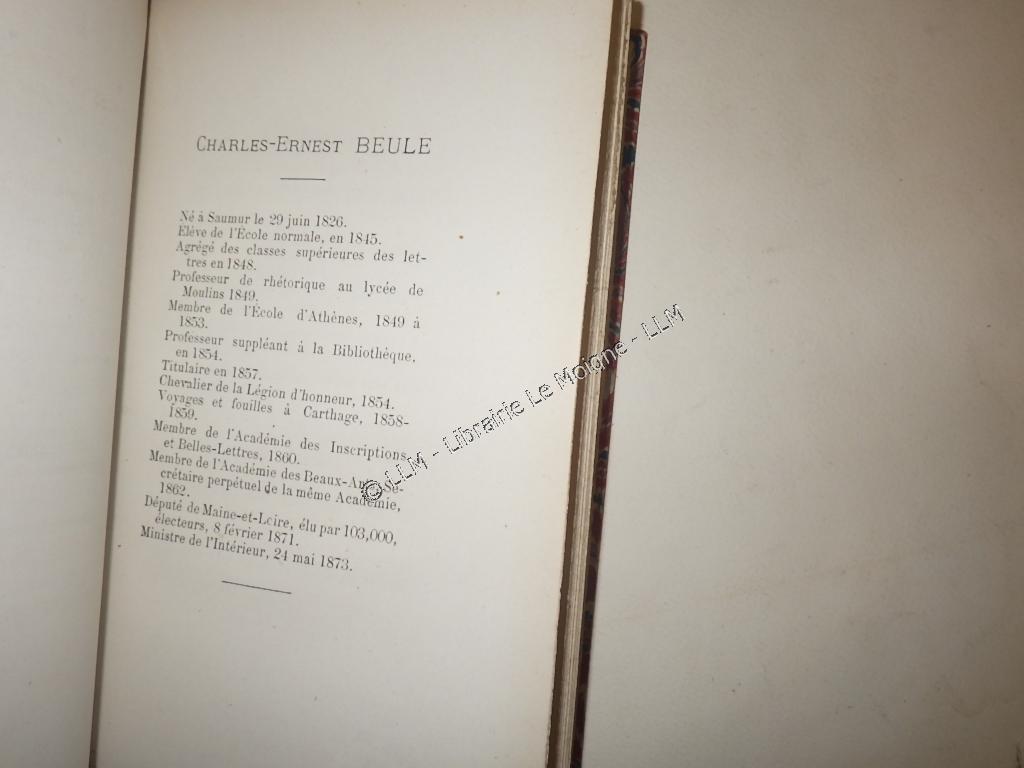 CHARLES-ERNEST BEULE
Né à Saumur le 29 juin 1826.
Élève de l'École normale, en 1845.
Agrégé des classes supérieures des let-
tres en 1848.
Professeur de rhétorique au lycée de
Moulins 1849.
Membre de l'École d'Athènes, 1849 à
1853.
Professeur suppléant à la Bibliothèque,
en 1854.
Titulaire en 1857.
Chevalier de la Légion d'honneur, 1854.
Voyages et fouilles à Carthage, 1858-
1859.
Membre de l'Académie des Inscriptions
et Belles-Lettres, 1860.
Membre de l'Académie des Beaux-Arts, se-
crétaire perpétuel de la même Académie,
1862.
Député de Maine-et-Loire, élu par 103,000
électeurs, 8 février 1871.
Ministre de l'Intérieur, 24 mai 1873.
© LLM - Librairie Le Moigne - LLM